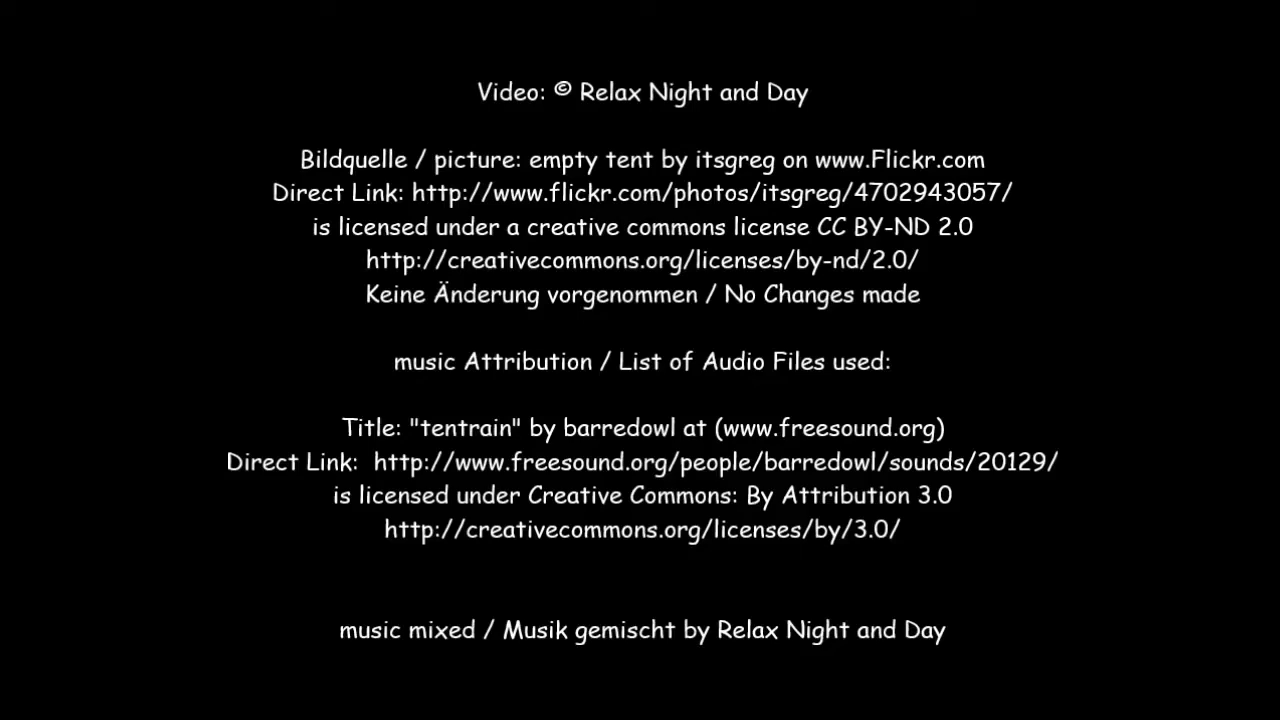 Video: © Relax Night and Day
Bildquelle / picture: empty tent by itsgreg on www.Flickr.com
Direct Link: http://www.flickr.com/photos/itsgreg/4702943057/
is licensed under a creative commons license CC BY-ND 2.0
http://creativecommons.org/licenses/by-nd/2.0/
Keine Änderung vorgenommen / No Changes made
music Attribution / List of Audio Files used:
Title: "tentrain" by barredowl at (www.freesound.org)
Direct Link:  http://www.freesound.org/people/barredowl/sounds/20129/
is licensed under Creative Commons: By Attribution 3.0
http://creativecommons.org/licenses/by/3.0/
music mixed / Musik gemischt by Relax Night and Day